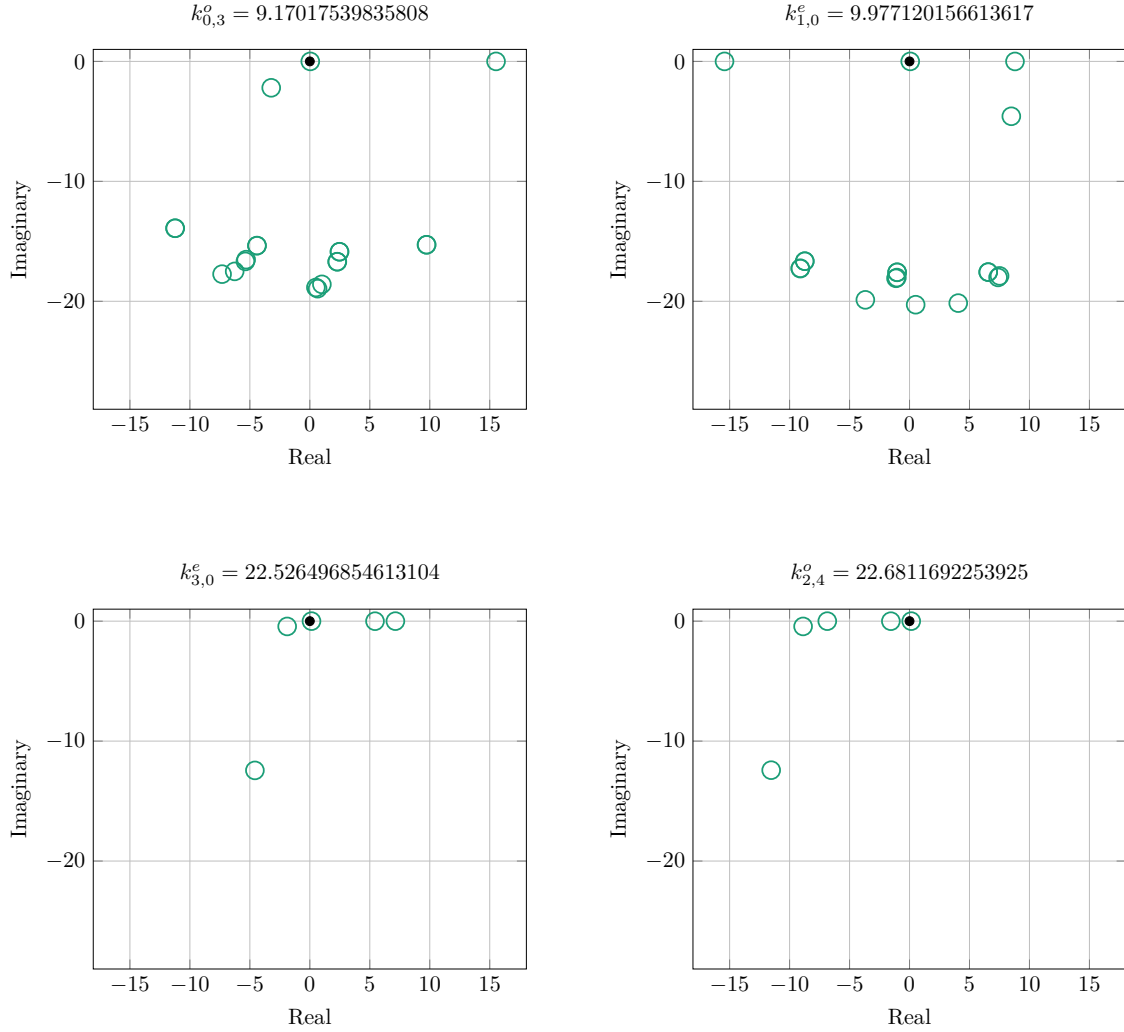 k^o_{0,3} = 9.17017539835808
0
−10
−20
Imaginary
−15 −10 −5 0 5 10 15
Real
k^e_{1,0} = 9.977120156613617
0
−10
−20
Imaginary
−15 −10 −5 0 5 10 15
Real
k^e_{3,0} = 22.526496854613104
0
−10
−20
Imaginary
−15 −10 −5 0 5 10 15
Real
k^o_{2,4} = 22.6811692253925
0
−10
−20
Imaginary
−15 −10 −5 0 5 10 15
Real